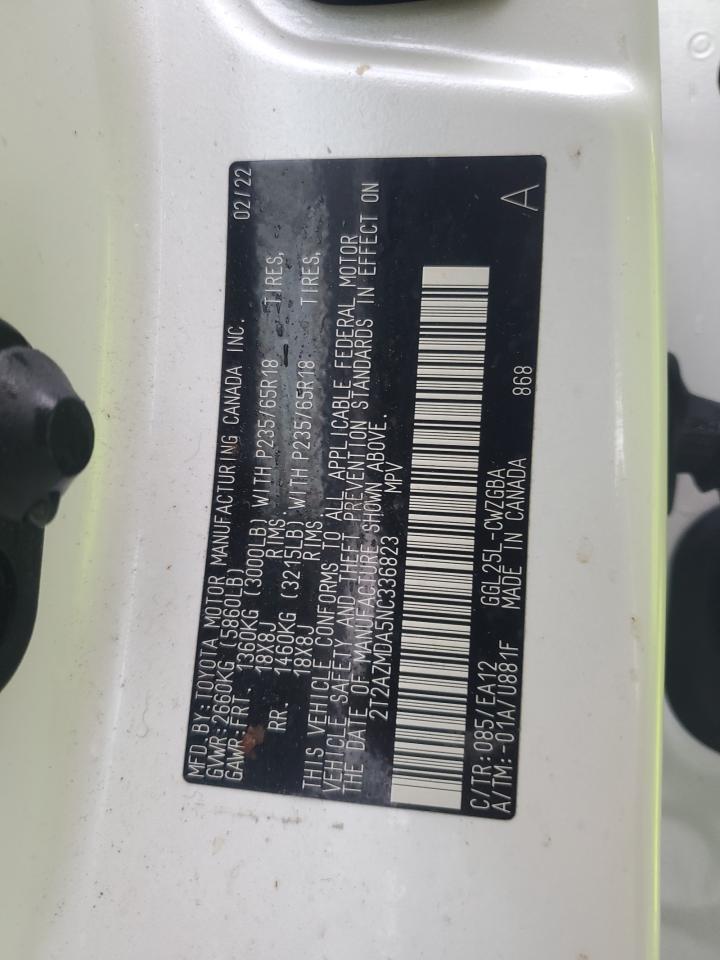 MFD.BY:TOYOTA MOTOR MANUFACTURING CANADA INC. 02/22
GVWR:2660KG(5860LB)
GAWR:FRT. 1360KG (3000LB) WITH P235/65R18 TIRES,
18X8J RIMS
RR. 1460KG (3215LB) WITH P235/65R18 TIRES,
18X8J RIMS
THIS VEHICLE CONFORMS TO ALL APPLICABLE FEDERAL MOTOR
VEHICLE SAFETY AND THEFT PREVENTION STANDARDS IN EFFECT ON
THE DATE OF MANUFACTURE SHOWN ABOVE.
2T2AZMDA5NC336823 MPV
C/TR:085/EA12 GGL25L-CWZGBA
A/TM:-01A/U881F MADE IN CANADA 868 A